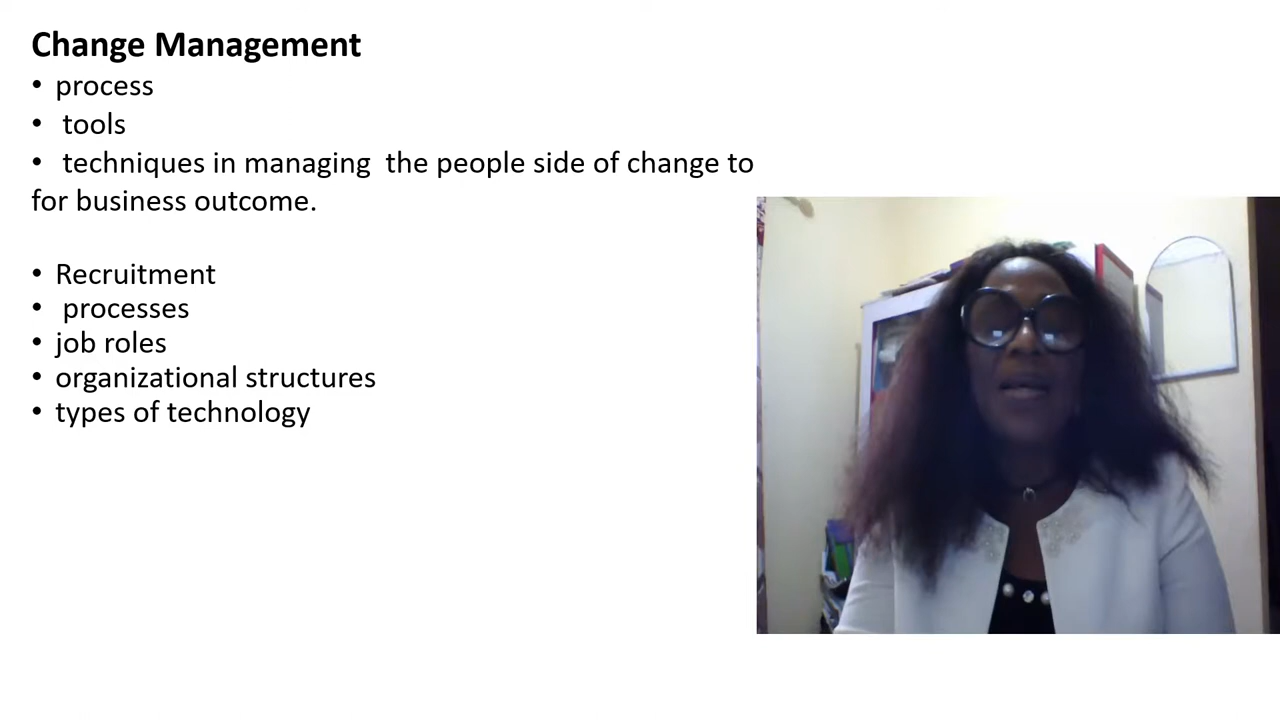 Change Management
• process
• tools
• techniques in managing the people side of change to
for business outcome.
• Recruitment
• processes
• job roles
• organizational structures
• types of technology